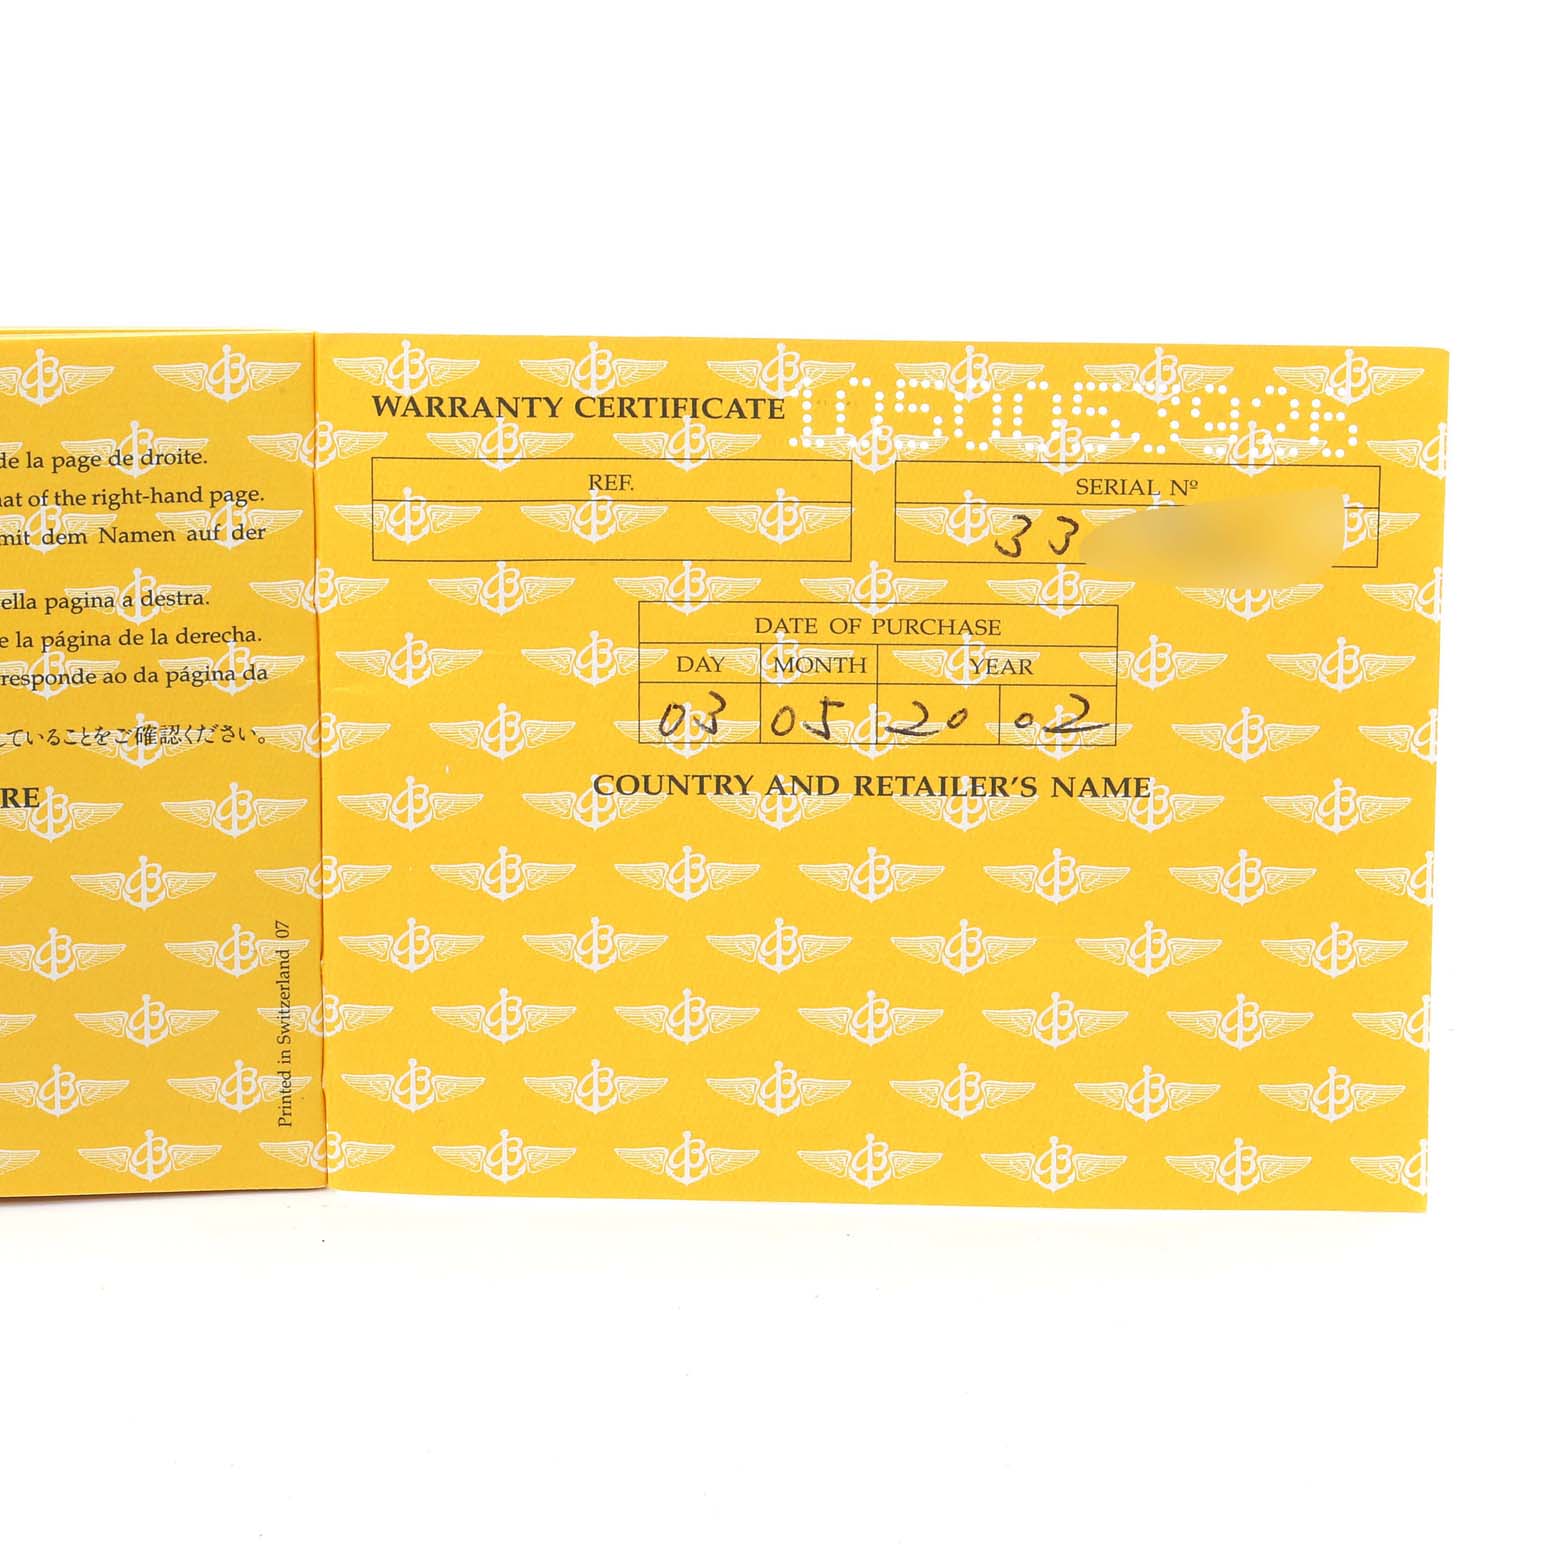 de la page de droite.
at of the right-hand page.
mit dem Namen auf der
ella pagina a destra.
e la página de la derecha.
responde ao da página da
していることをご確認ください。
RE
Printed in Switzerland 07
WARRANTY CERTIFICATE
REF.
SERIAL Nº
33
DATE OF PURCHASE
DAY MONTH YEAR
03 05 20 02
COUNTRY AND RETAILER'S NAME